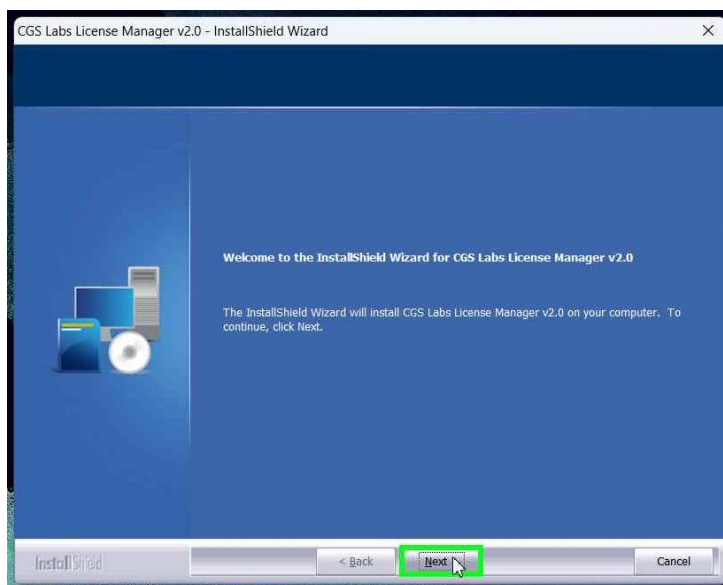 CGS Labs License Manager v2.0 - InstallShield Wizard
Welcome to the InstallShield Wizard for CGS Labs License Manager v2.0
The InstallShield Wizard will install CGS Labs License Manager v2.0 on your computer. To
continue, click Next.
InstallShield
< Back Next Cancel